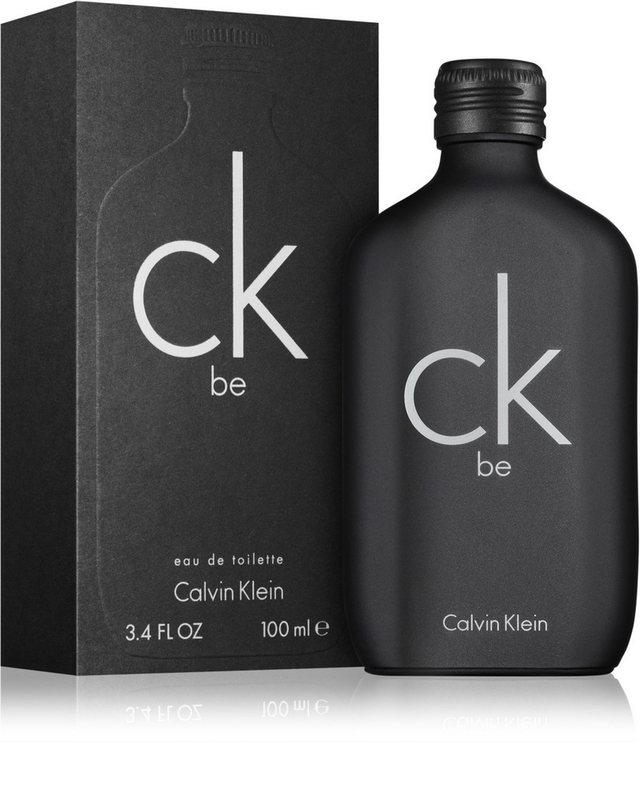 ck
be
eau de toilette
Calvin Klein
3.4 FL OZ 100 ml ℮
ck
be
Calvin Klein